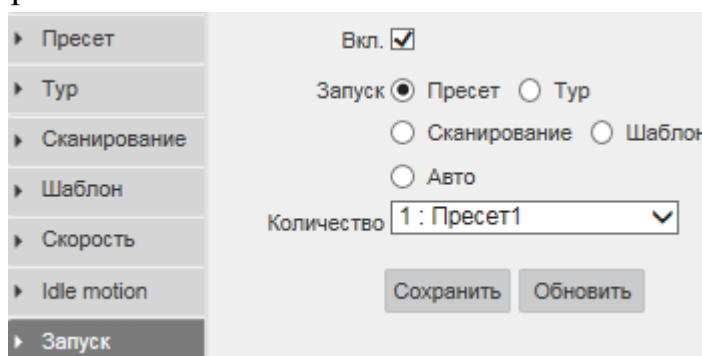 Пресет
Вкл.
Тур
Запуск Пресет Тур
Сканирование
Сканирование Шаблон
Шаблон
Авто
Скорость
Количество 1 : Пресет1
Idle motion
Сохранить Обновить
Запуск